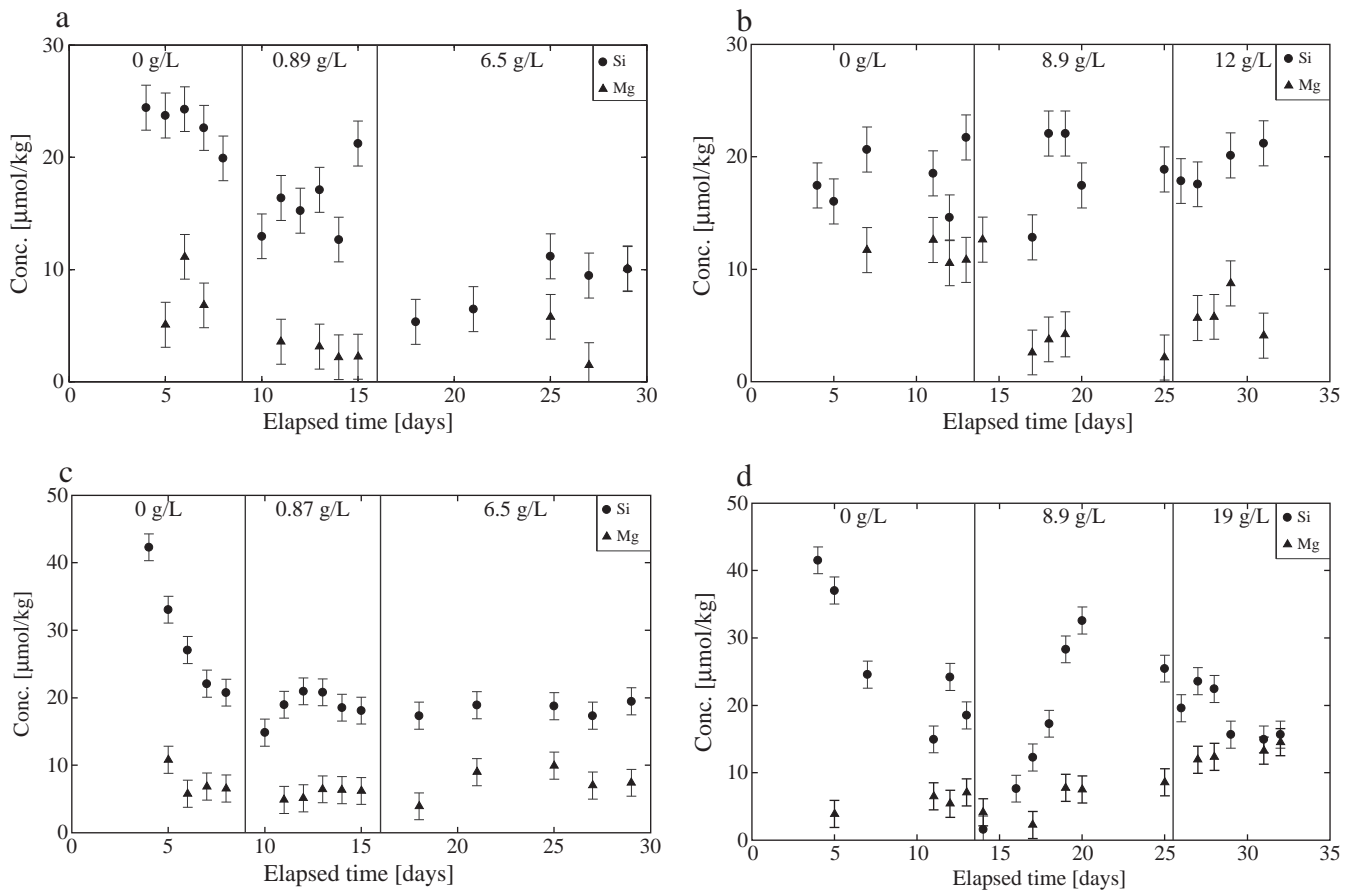 a
0 g/L 0.89 g/L 6.5 g/L
Si
Mg
30
20
10
0
Conc. [µmol/kg]
0 5 10 15 20 25 30
Elapsed time [days]
b
0 g/L 8.9 g/L 12 g/L
Si
Mg
30
20
10
0
Conc. [µmol/kg]
0 5 10 15 20 25 30 35
Elapsed time [days]
c
0 g/L 0.87 g/L 6.5 g/L
Si
Mg
50
40
30
20
10
0
Conc. [µmol/kg]
0 5 10 15 20 25 30
Elapsed time [days]
d
0 g/L 8.9 g/L 19 g/L
Si
Mg
50
40
30
20
10
0
Conc. [µmol/kg]
0 5 10 15 20 25 30 35
Elapsed time [days]